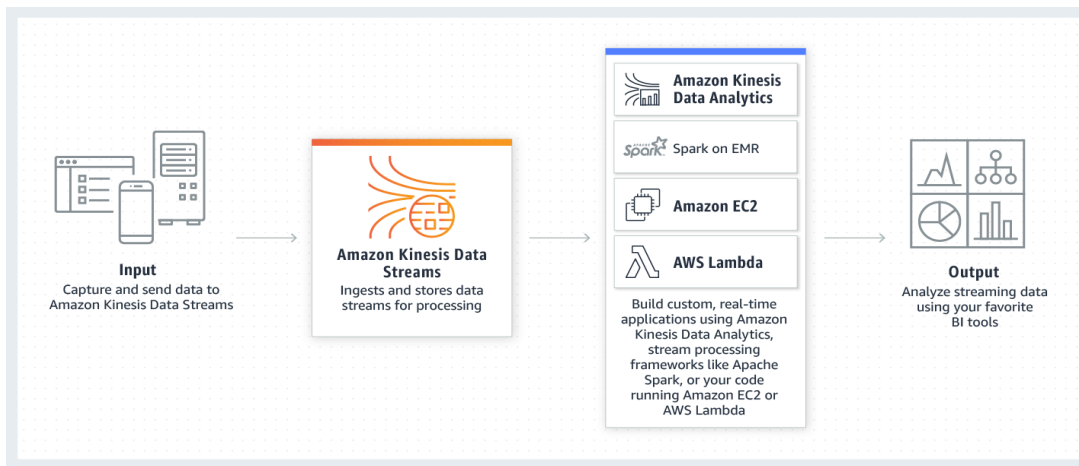 Input
Capture and send data to
Amazon Kinesis Data Streams
Amazon Kinesis Data
Streams
Ingests and stores data
streams for processing
Amazon Kinesis
Data Analytics
APACHE
Spark
Spark on EMR
Amazon EC2
AWS Lambda
Build custom, real-time
applications using Amazon
Kinesis Data Analytics,
stream processing
frameworks like Apache
Spark, or your code
running Amazon EC2 or
AWS Lambda
Output
Analyze streaming data
using your favorite
BI tools